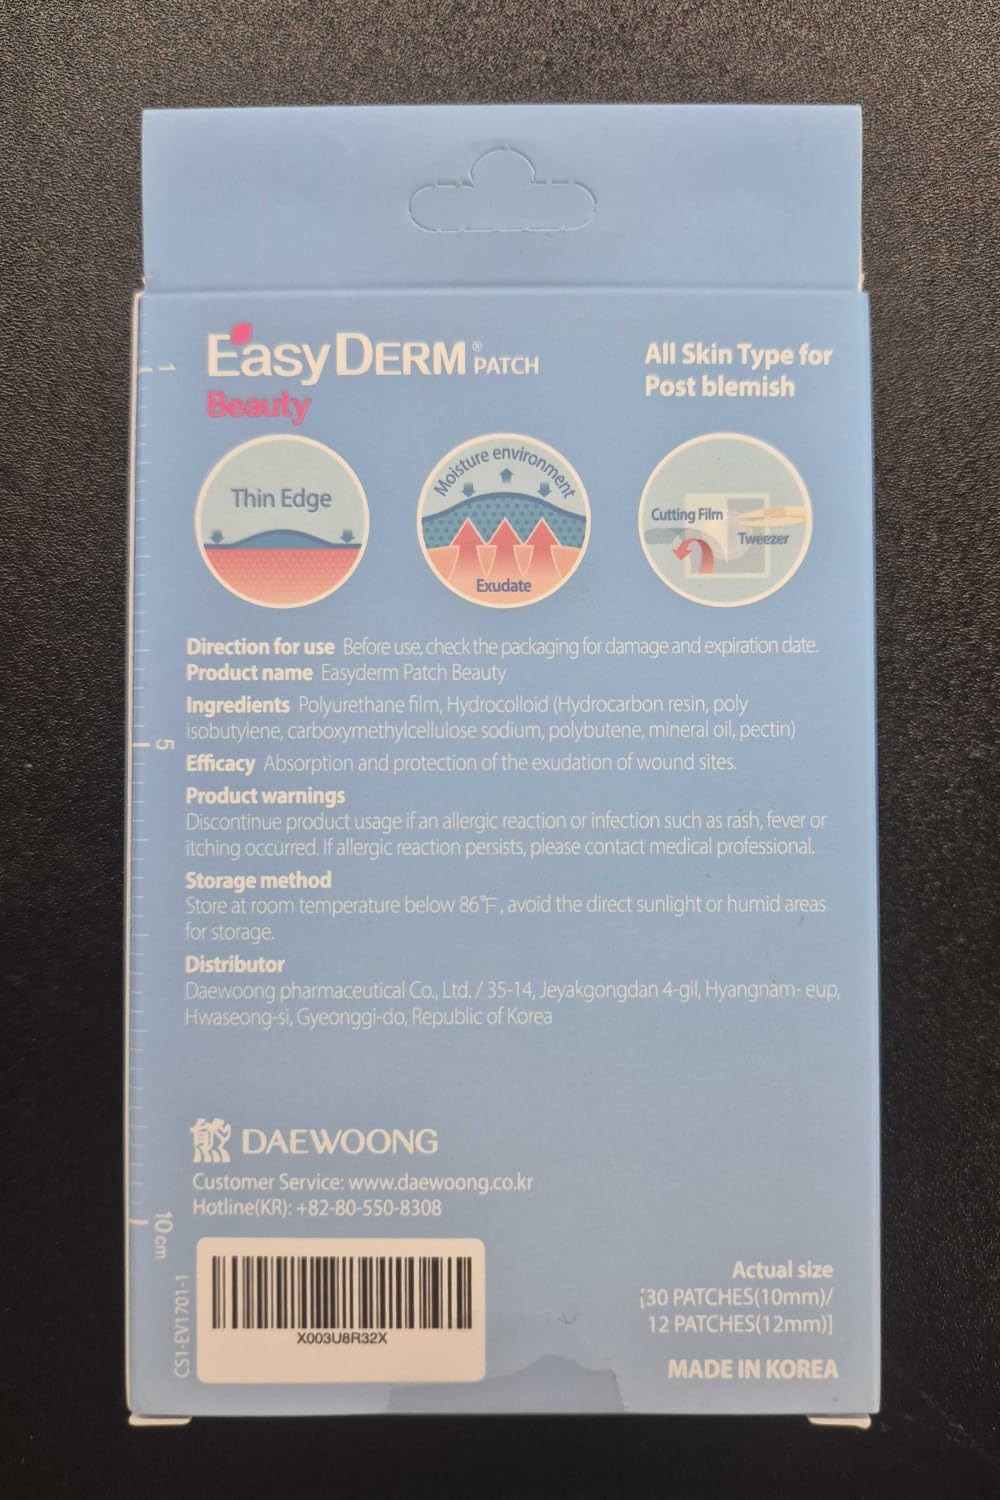 EasyDERM® PATCH
Beauty
All Skin Type for
Post blemish
Thin Edge
Moisture environment
Exudate
Cutting Film
Tweezer
Direction for use Before use, check the packaging for damage and expiration date.
Product name Easyderm Patch Beauty
Ingredients Polyurethane film, Hydrocolloid (Hydrocarbon resin, poly
isobutylene, carboxymethylcellulose sodium, polybutene, mineral oil, pectin)
Efficacy Absorption and protection of the exudation of wound sites.
Product warnings
Discontinue product usage if an allergic reaction or infection such as rash, fever or
itching occurred. If allergic reaction persists, please contact medical professional.
Storage method
Store at room temperature below 86℉, avoid the direct sunlight or humid areas
for storage.
Distributor
Daewoong pharmaceutical Co., Ltd. / 35-14, Jeyakgongdan 4-gil, Hyangnam- eup,
Hwaseong-si, Gyeonggi-do, Republic of Korea
DAEWOONG
Customer Service: www.daewoong.co.kr
Hotline(KR): +82-80-550-8308
X003U8R32X
Actual size
[30 PATCHES(10mm)/
12 PATCHES(12mm)]
MADE IN KOREA
1
5
10 cm
CS1-EV1701-1